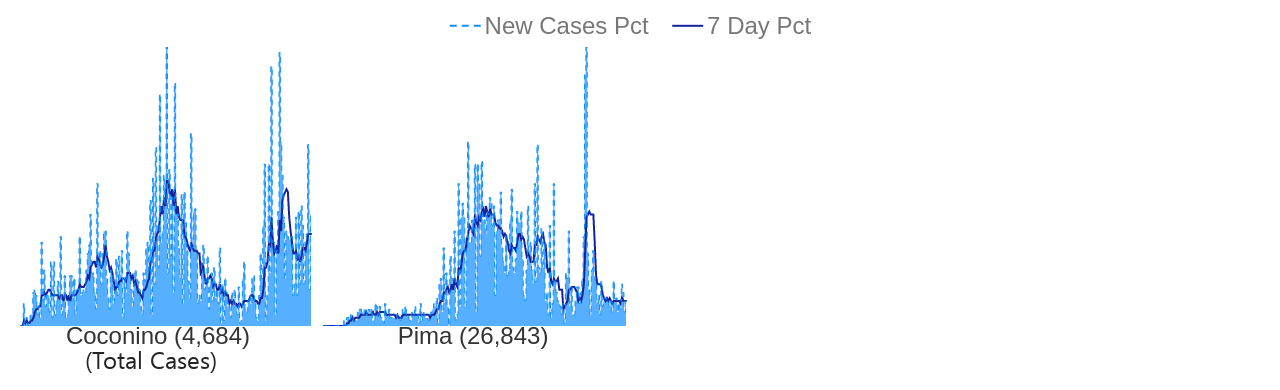 New Cases Pct 7 Day Pct
Coconino (4,684) Pima (26,843)
(Total Cases)